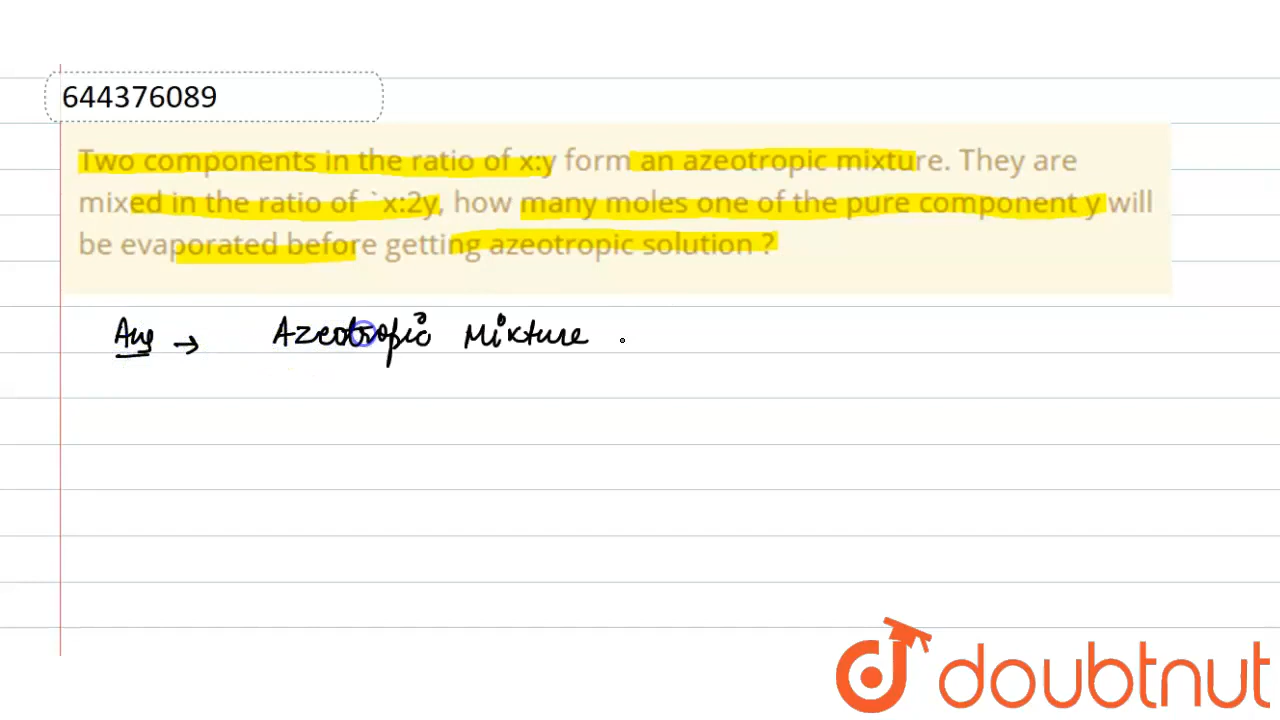 644376089
Two components in the ratio of x:y form an azeotropic mixture. They are
mixed in the ratio of `x:2y, how many moles one of the pure component y will
be evaporated before getting azeotropic solution ?
Ans → Azeotropic Mixture .
doubtnut